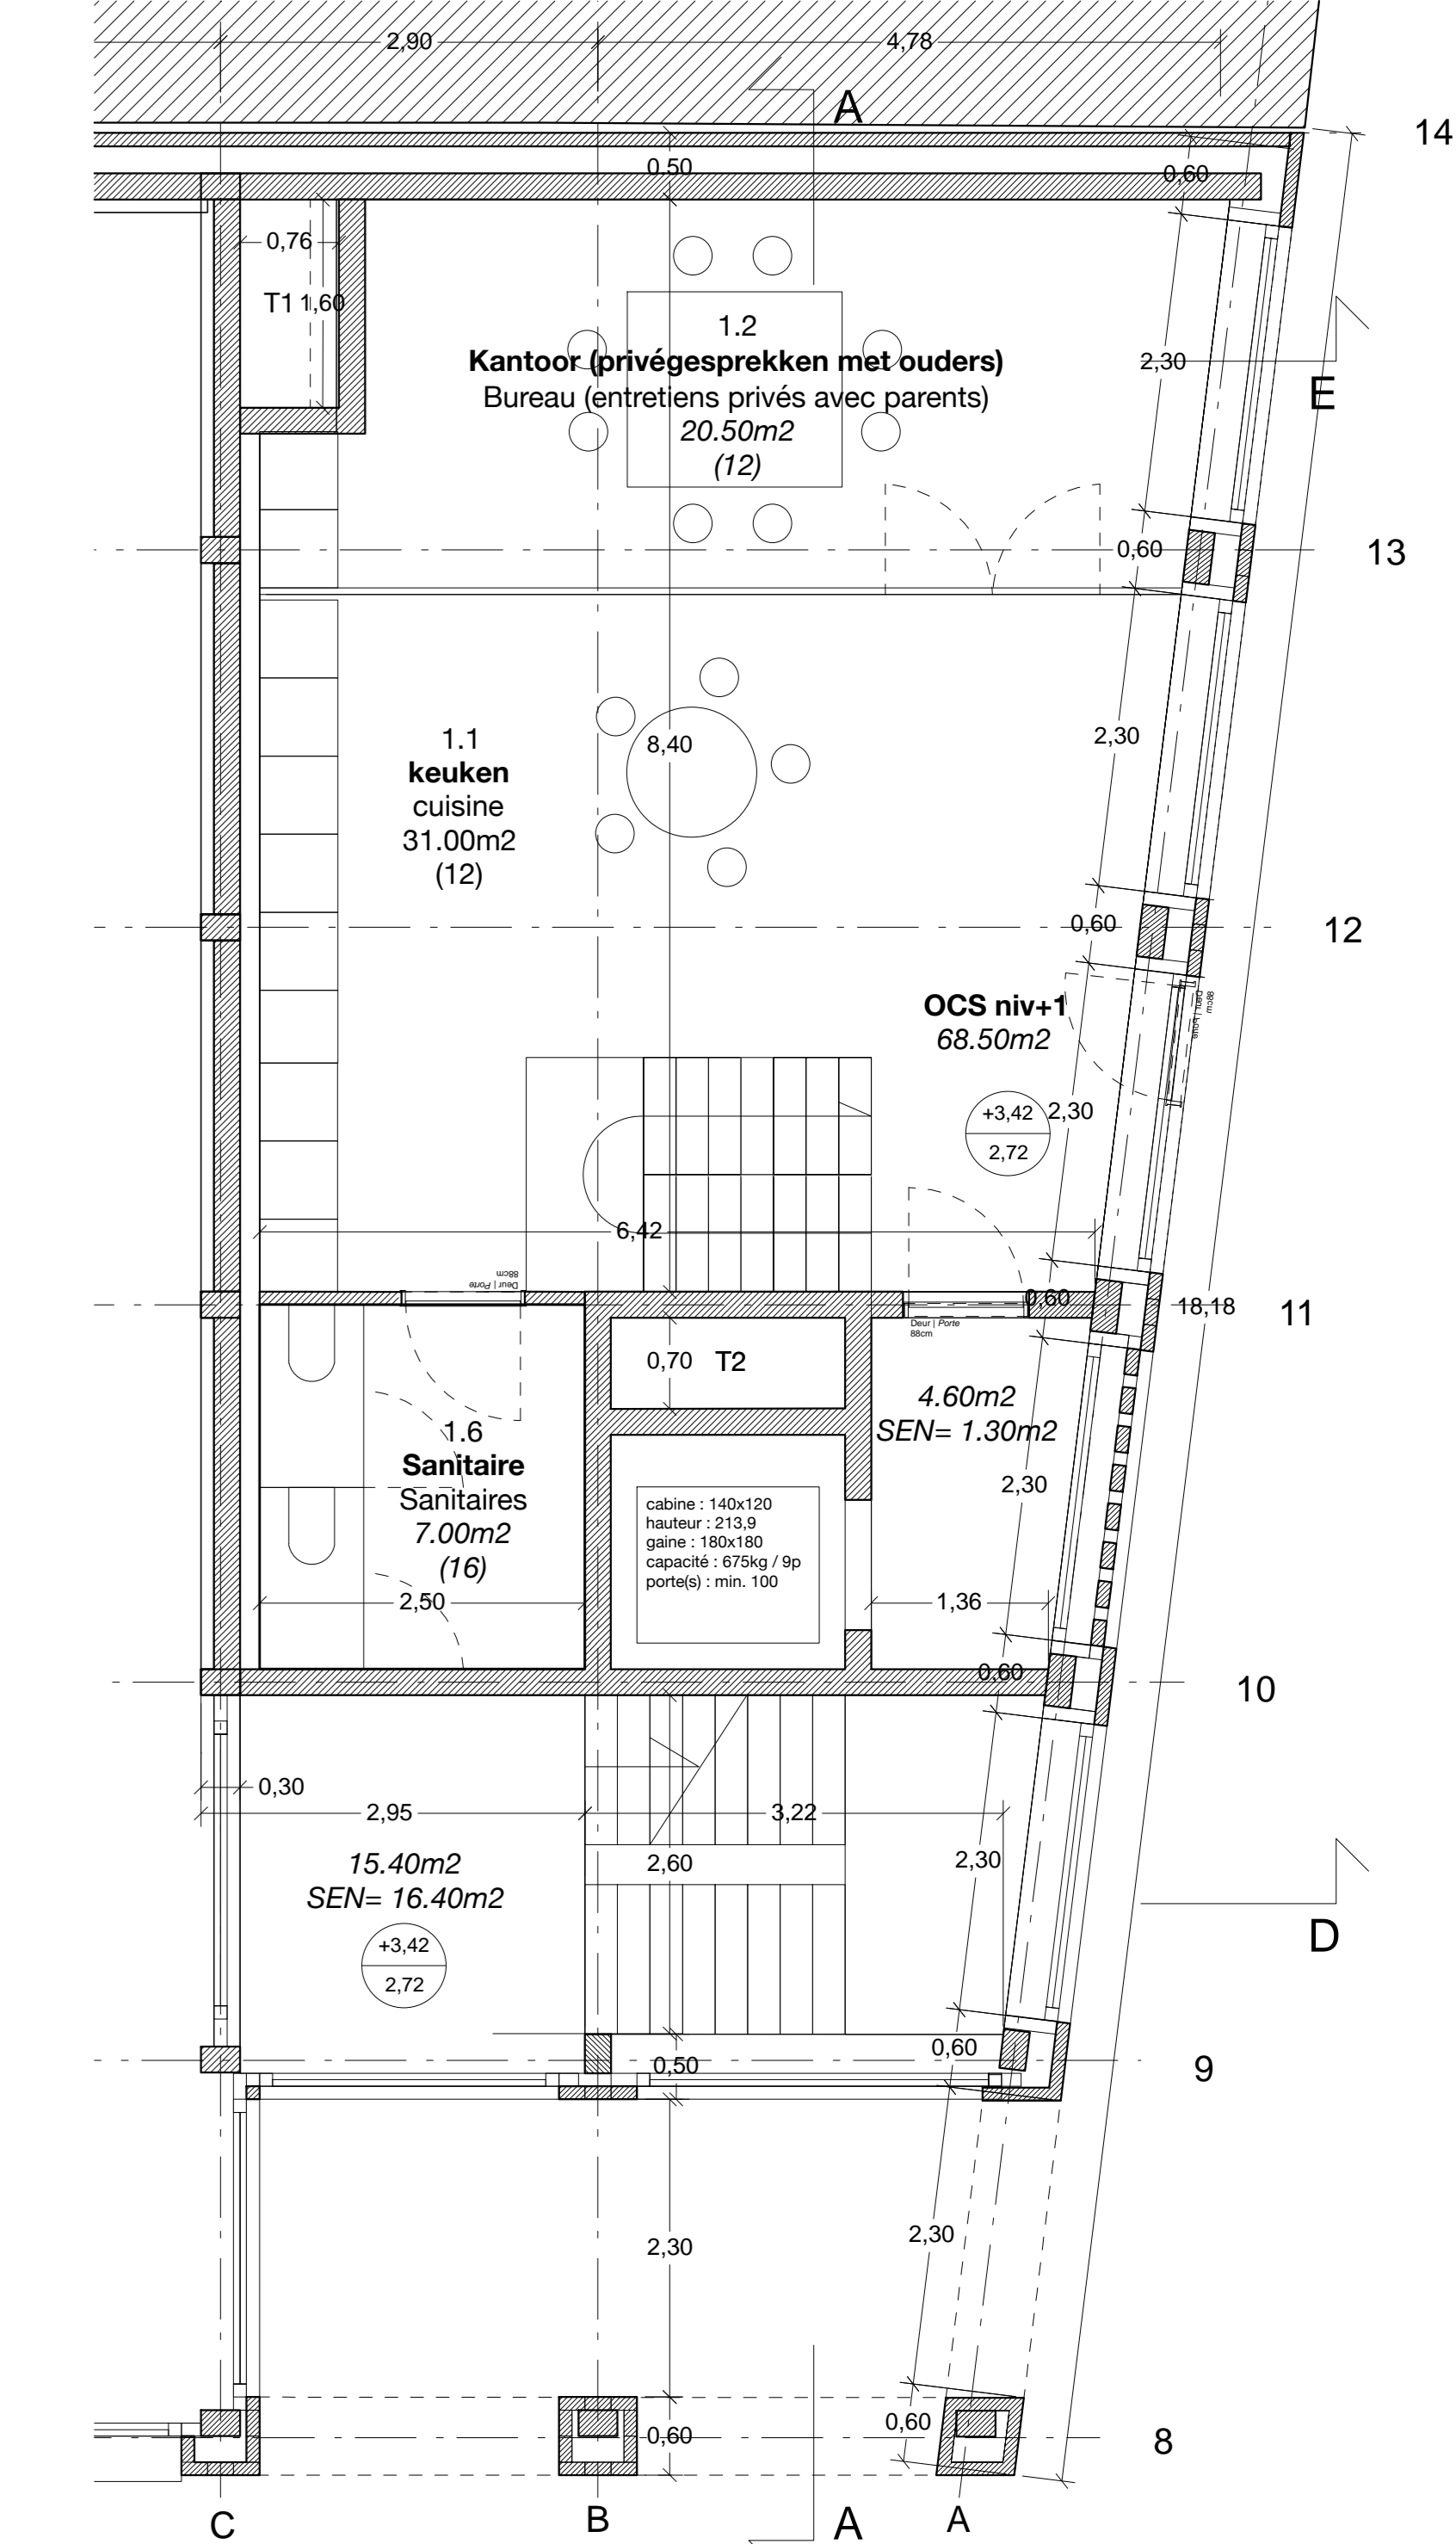 2,90
4,78
A
14
0.50
0,60
0,76
T1
1,60
1.2
Kantoor (privégesprekken met ouders)
Bureau (entretiens privés avec parents)
20.50m2
(12)
2,30
E
0,60
13
1.1
keuken
cuisine
31.00m2
(12)
8,40
2,30
0,60
12
OCS niv+1
68.50m2
88cm
Deur | Porte
+3,42
2,72
2,30
6,42
88cm
Deur | Porte
0,60
18,18
11
Deur | Porte
88cm
0,70
T2
4.60m2
SEN= 1.30m2
1.6
Sanitaire
Sanitaires
7.00m2
(16)
2,30
cabine : 140x120
hauteur : 213,9
gaine : 180x180
capacité : 675kg / 9p
porte(s) : min. 100
2,50
1,36
0,60
10
0,30
2,95
3,22
15.40m2
SEN= 16.40m2
2,60
2,30
+3,42
2,72
D
0,60
0,50
9
2,30
2,30
0,60
0,60
8
C
B
A
A